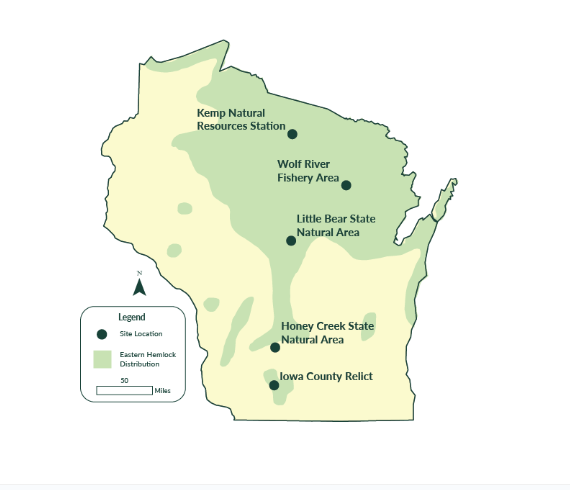 Kemp Natural
Resources Station
Wolf River
Fishery Area
Little Bear State
Natural Area
N
Legend
Site Location
Eastern Hemlock
Distribution
50
Miles
Honey Creek State
Natural Area
Iowa County Relict